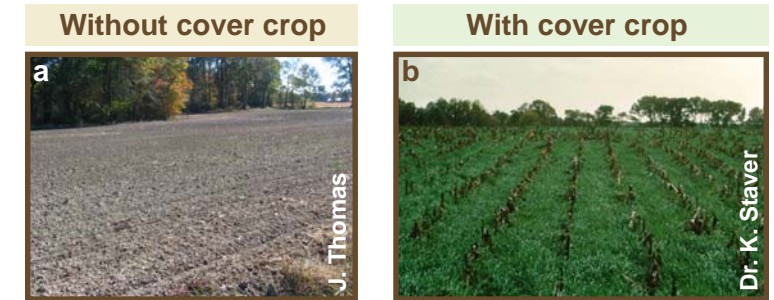 Without cover crop
With cover crop
a
J. Thomas
b
Dr. K. Staver